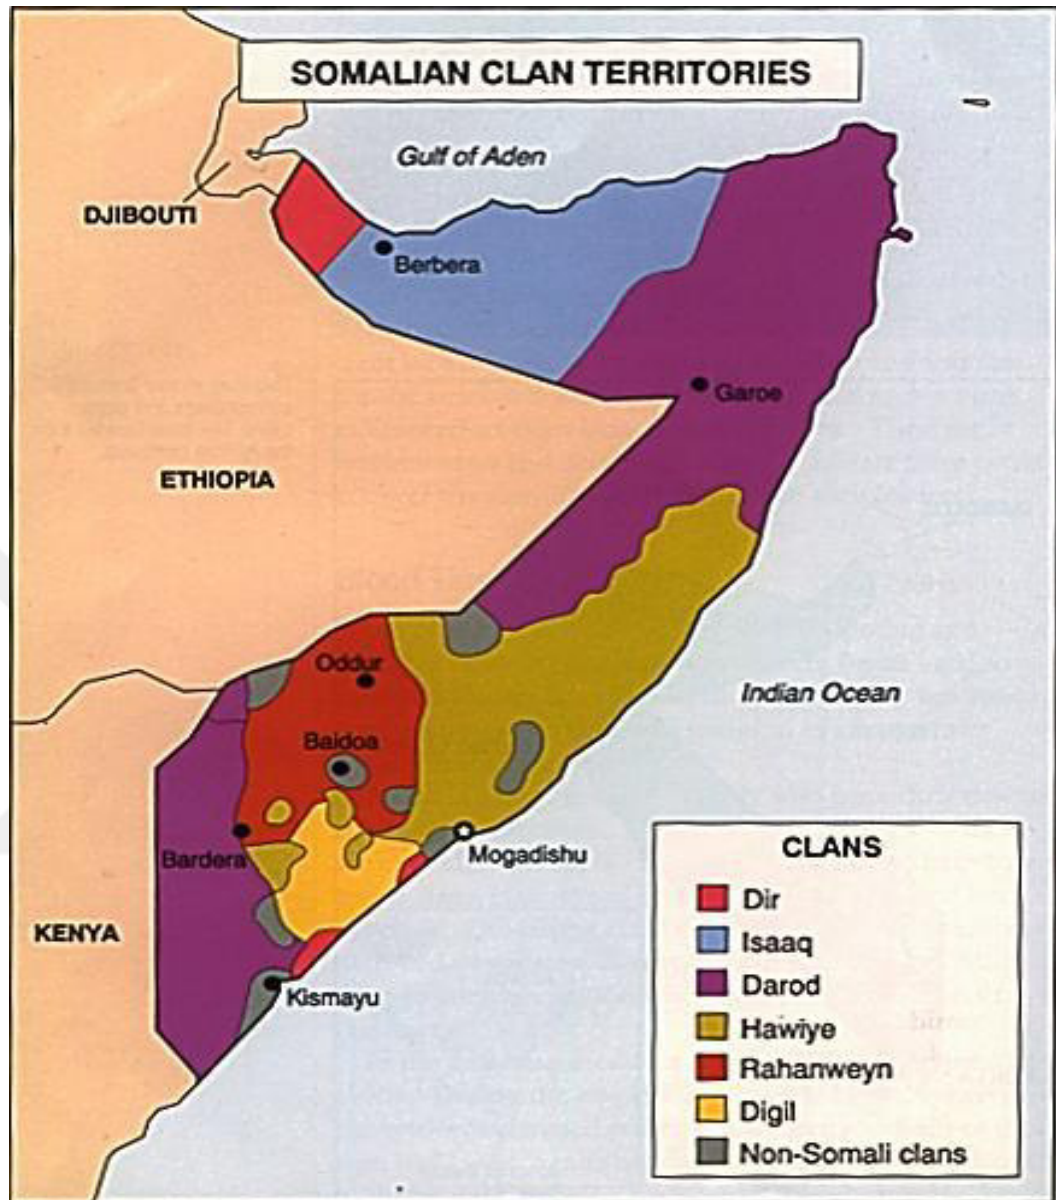 SOMALIAN CLAN TERRITORIES
Gulf of Aden
DJIBOUTI
Berbera
Garoe
ETHIOPIA
Oddur
Indian Ocean
Baidoa
Bardera
Mogadishu
KENYA
Kismayu
CLANS
Dir
Isaaq
Darod
Hawiye
Rahanweyn
Digil
Non-Somali clans